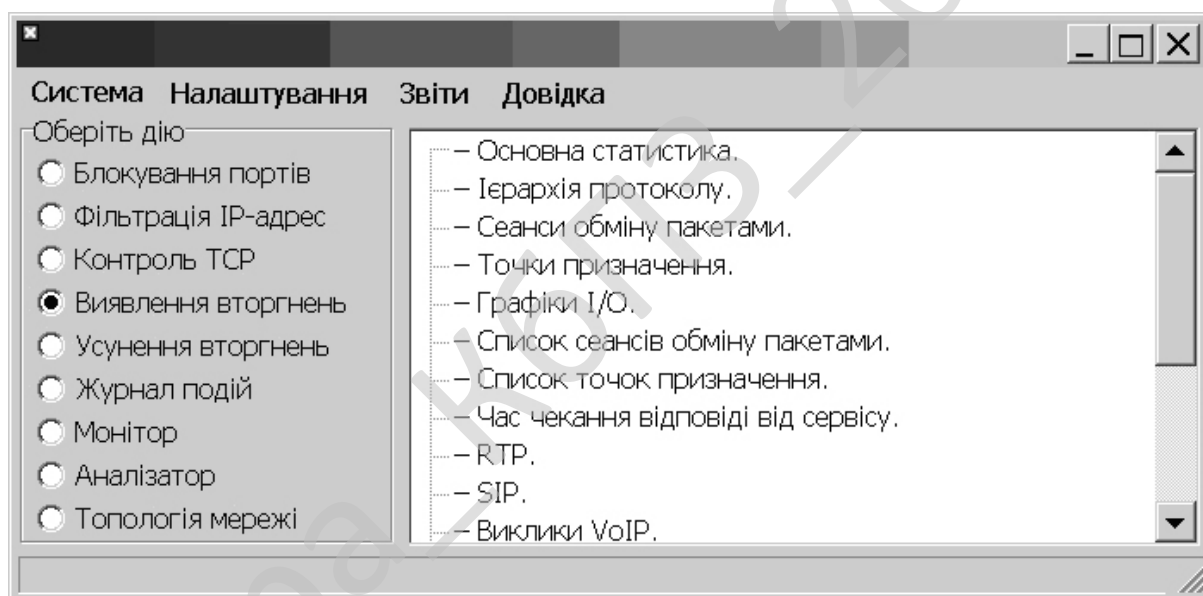 Система Налаштування Звіти Довідка
Оберіть дію
Блокування портів
Фільтрація IP-адрес
Контроль TCP
Виявлення вторгнень
Усунення вторгнень
Журнал подій
Монітор
Аналізатор
Топологія мережі
– Основна статистика.
– Ієрархія протоколу.
– Сеанси обміну пакетами.
– Точки призначення.
– Графіки I/O.
– Список сеансів обміну пакетами.
– Список точок призначення.
– Час чекання відповіді від сервісу.
– RTP.
– SIP.
– Виклики VoIP.